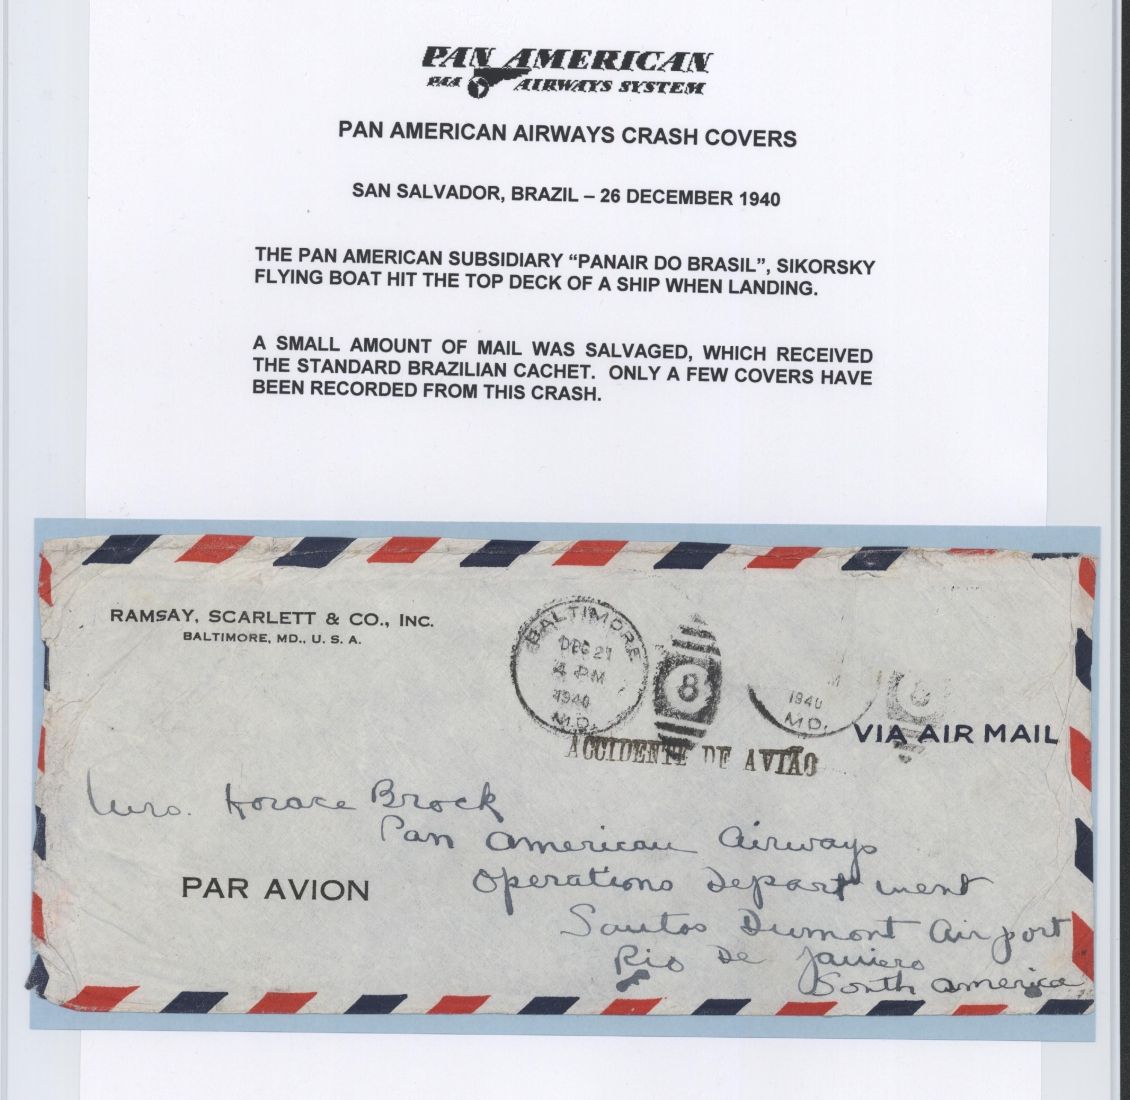 PAN AMERICAN
PAA AIRWAYS SYSTEM
PAN AMERICAN AIRWAYS CRASH COVERS
SAN SALVADOR, BRAZIL – 26 DECEMBER 1940
THE PAN AMERICAN SUBSIDIARY “PANAIR DO BRASIL”, SIKORSKY
FLYING BOAT HIT THE TOP DECK OF A SHIP WHEN LANDING.
A SMALL AMOUNT OF MAIL WAS SALVAGED, WHICH RECEIVED
THE STANDARD BRAZILIAN CACHET. ONLY A FEW COVERS HAVE
BEEN RECORDED FROM THIS CRASH.
RAMSAY, SCARLETT & CO., INC.
BALTIMORE, MD., U. S. A.
BALTIMORE
DEC 21
4 PM
1940
MD.
8
M
1940
MD.
VIA AIR MAIL
ACCIDENTE DE AVIÃO
Mrs. Horace Brock
Pan American Airways
Operations Department
PAR AVION
Santos Dumont Airport
Rio De Janiero
South America